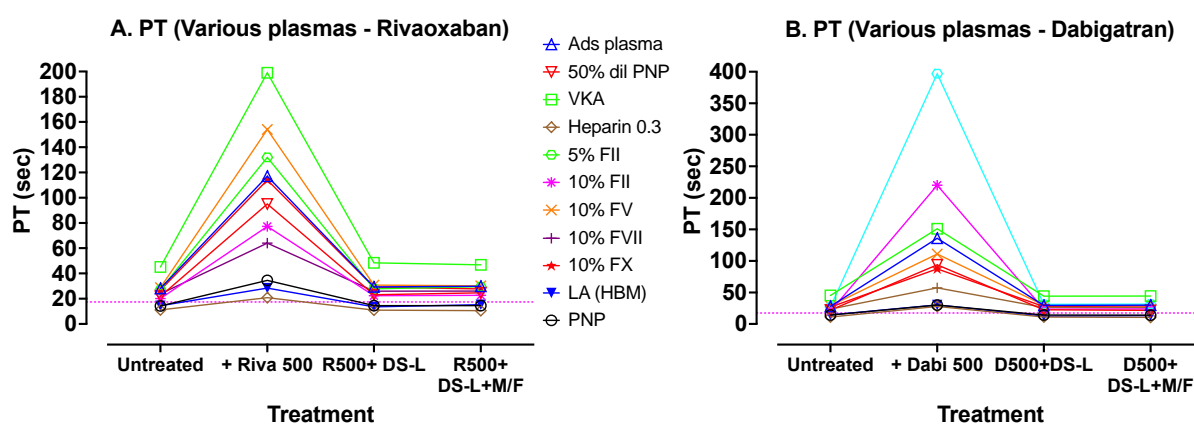 A. PT (Various plasmas - Rivaoxaban)
PT (sec)
200
180
160
140
120
100
80
60
40
20
0
Untreated
+ Riva 500
R500+ DS-L
R500+
DS-L+M/F
Treatment
Ads plasma
50% dil PNP
VKA
Heparin 0.3
5% FII
10% FII
10% FV
10% FVII
10% FX
LA (HBM)
PNP
B. PT (Various plasmas - Dabigatran)
PT (sec)
400
350
300
250
200
150
100
50
0
Untreated
+ Dabi 500
D500+DS-L
D500+
DS-L+M/F
Treatment